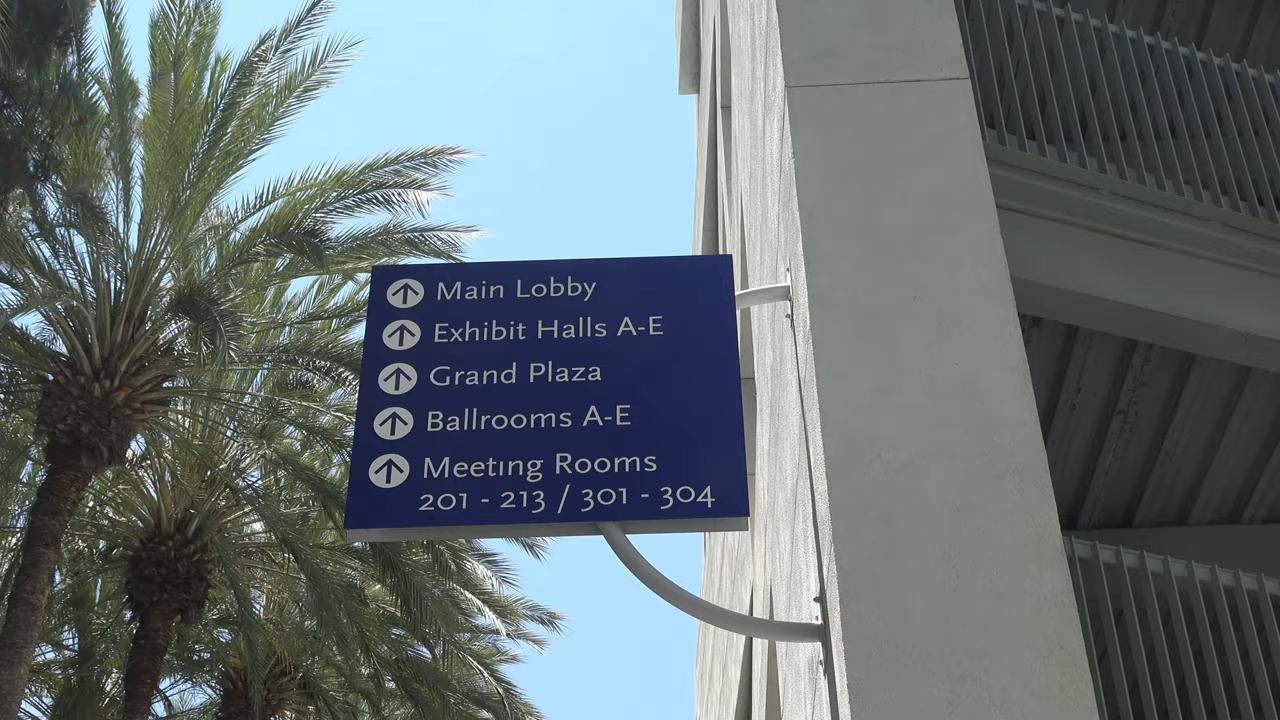 Main Lobby
Exhibit Halls A-E
Grand Plaza
Ballrooms A-E
Meeting Rooms
201 - 213 / 301 - 304